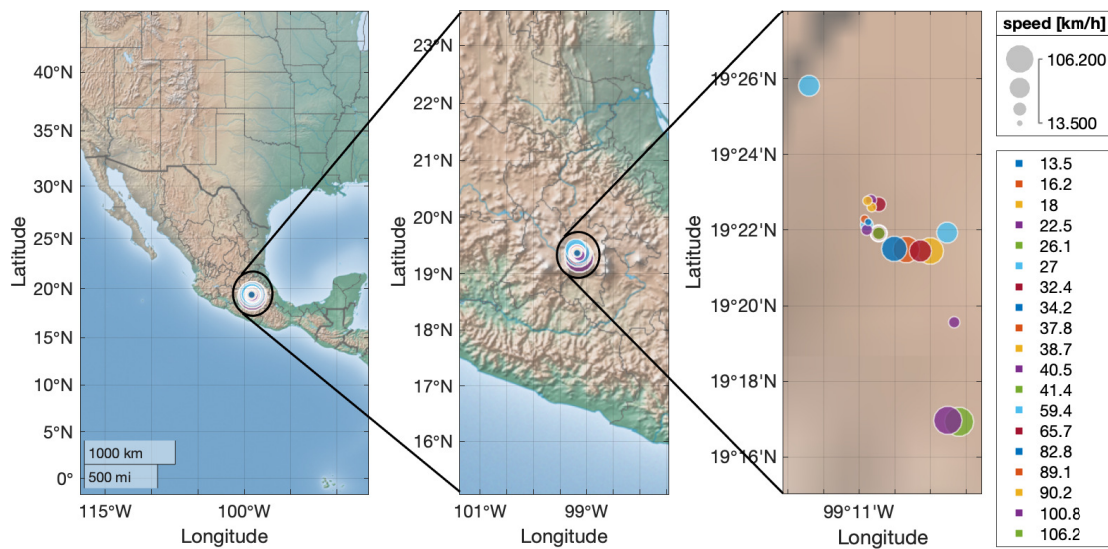 40°N
35°N
30°N
25°N
20°N
15°N
10°N
5°N
0°
Latitude
1000 km
500 mi
115°W
100°W
Longitude
23°N
22°N
21°N
20°N
19°N
18°N
17°N
16°N
Latitude
101°W
99°W
Longitude
19°26'N
19°24'N
19°22'N
19°20'N
19°18'N
19°16'N
Latitude
99°11'W
Longitude
speed [km/h]
106.200
13.500
13.5
16.2
18
22.5
26.1
27
32.4
34.2
37.8
38.7
40.5
41.4
59.4
65.7
82.8
89.1
90.2
100.8
106.2